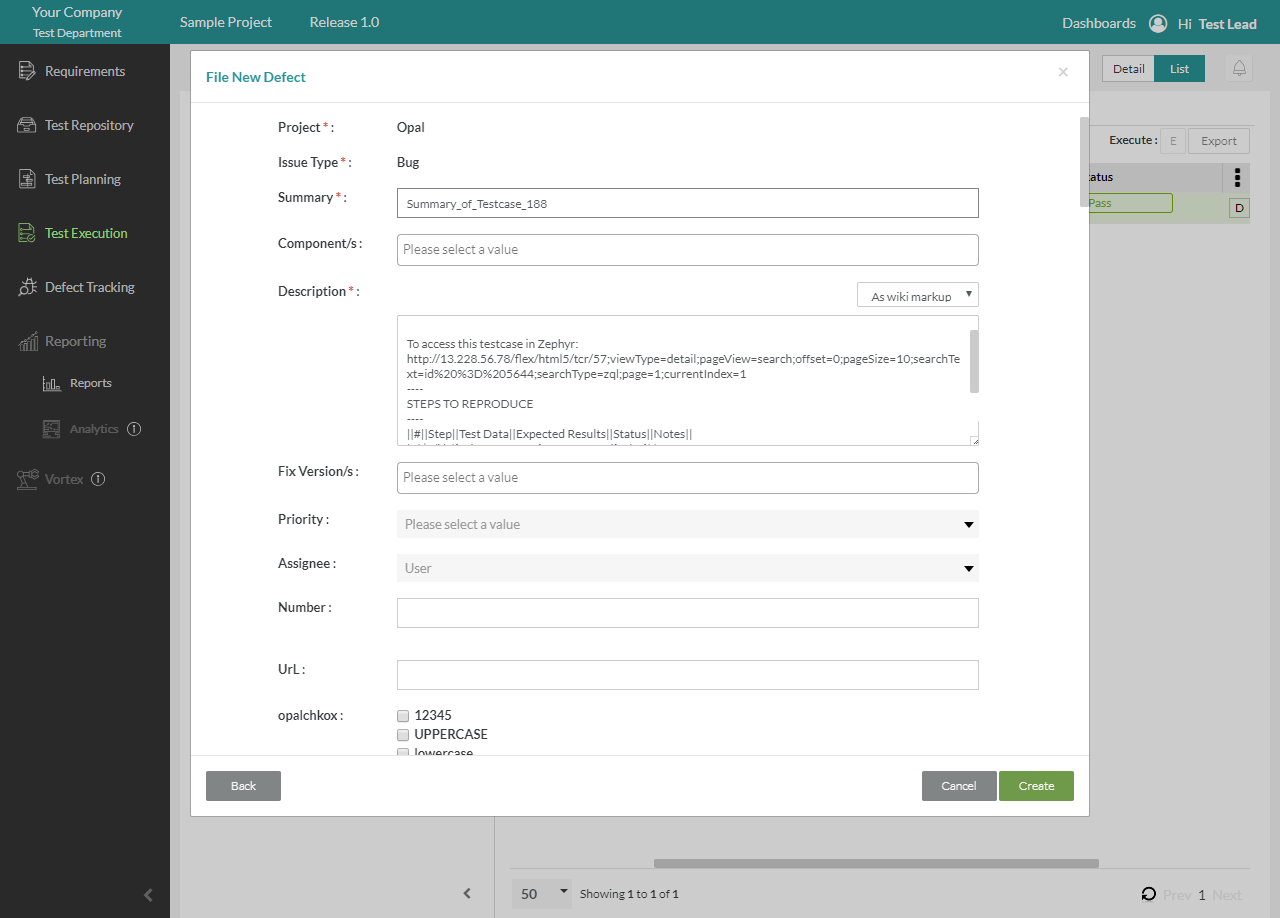 Your Company
Test Department
Sample Project
Release 1.0
Dashboards
Hi Test Lead
Requirements
Test Repository
Test Planning
Test Execution
Defect Tracking
Reporting
Reports
Analytics
Vortex
Detail
List
Execute :
E
Export
Pass
D
File New Defect
×
Project * :
Opal
Issue Type * :
Bug
Summary * :
Summary_of_Testcase_188
Component/s :
Please select a value
Description * :
As wiki markup
To access this testcase in Zephyr:
http://13.228.56.78/flex/html5/tcr/57;viewType=detail;pageView=search;offset=0;pageSize=10;searchTe
xt=id%20%3D%205644;searchType=zql;page=1;currentIndex=1
----
STEPS TO REPRODUCE
----
||#||Step||Test Data||Expected Results||Status||Notes||
Fix Version/s :
Please select a value
Priority :
Please select a value
Assignee :
User
Number :
UrL :
opalchkox :
12345
UPPERCASE
lowercase
Back
Cancel
Create
50
Showing 1 to 1 of 1
Prev 1 Next